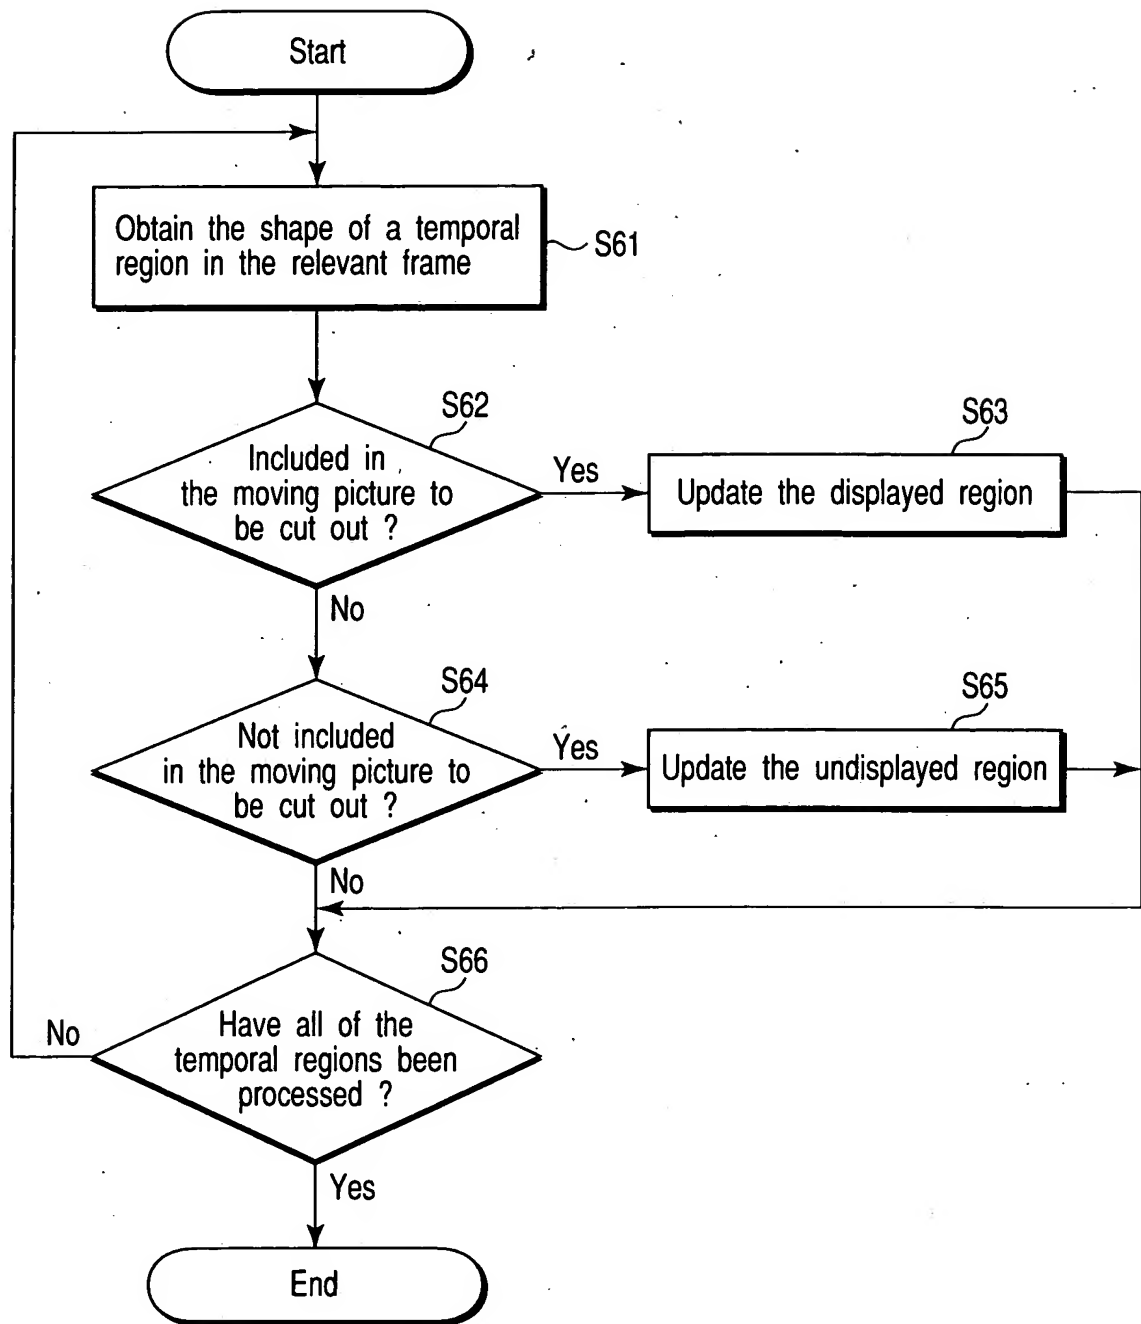 Start
Obtain the shape of a temporal
region in the relevant frame
S61
S62
Included in
the moving picture to
be cut out ?
Yes
S63
Update the displayed region
No
S64
Not included
in the moving picture to
be cut out ?
Yes
S65
Update the undisplayed region
No
S66
Have all of the
temporal regions been
processed ?
No
Yes
End